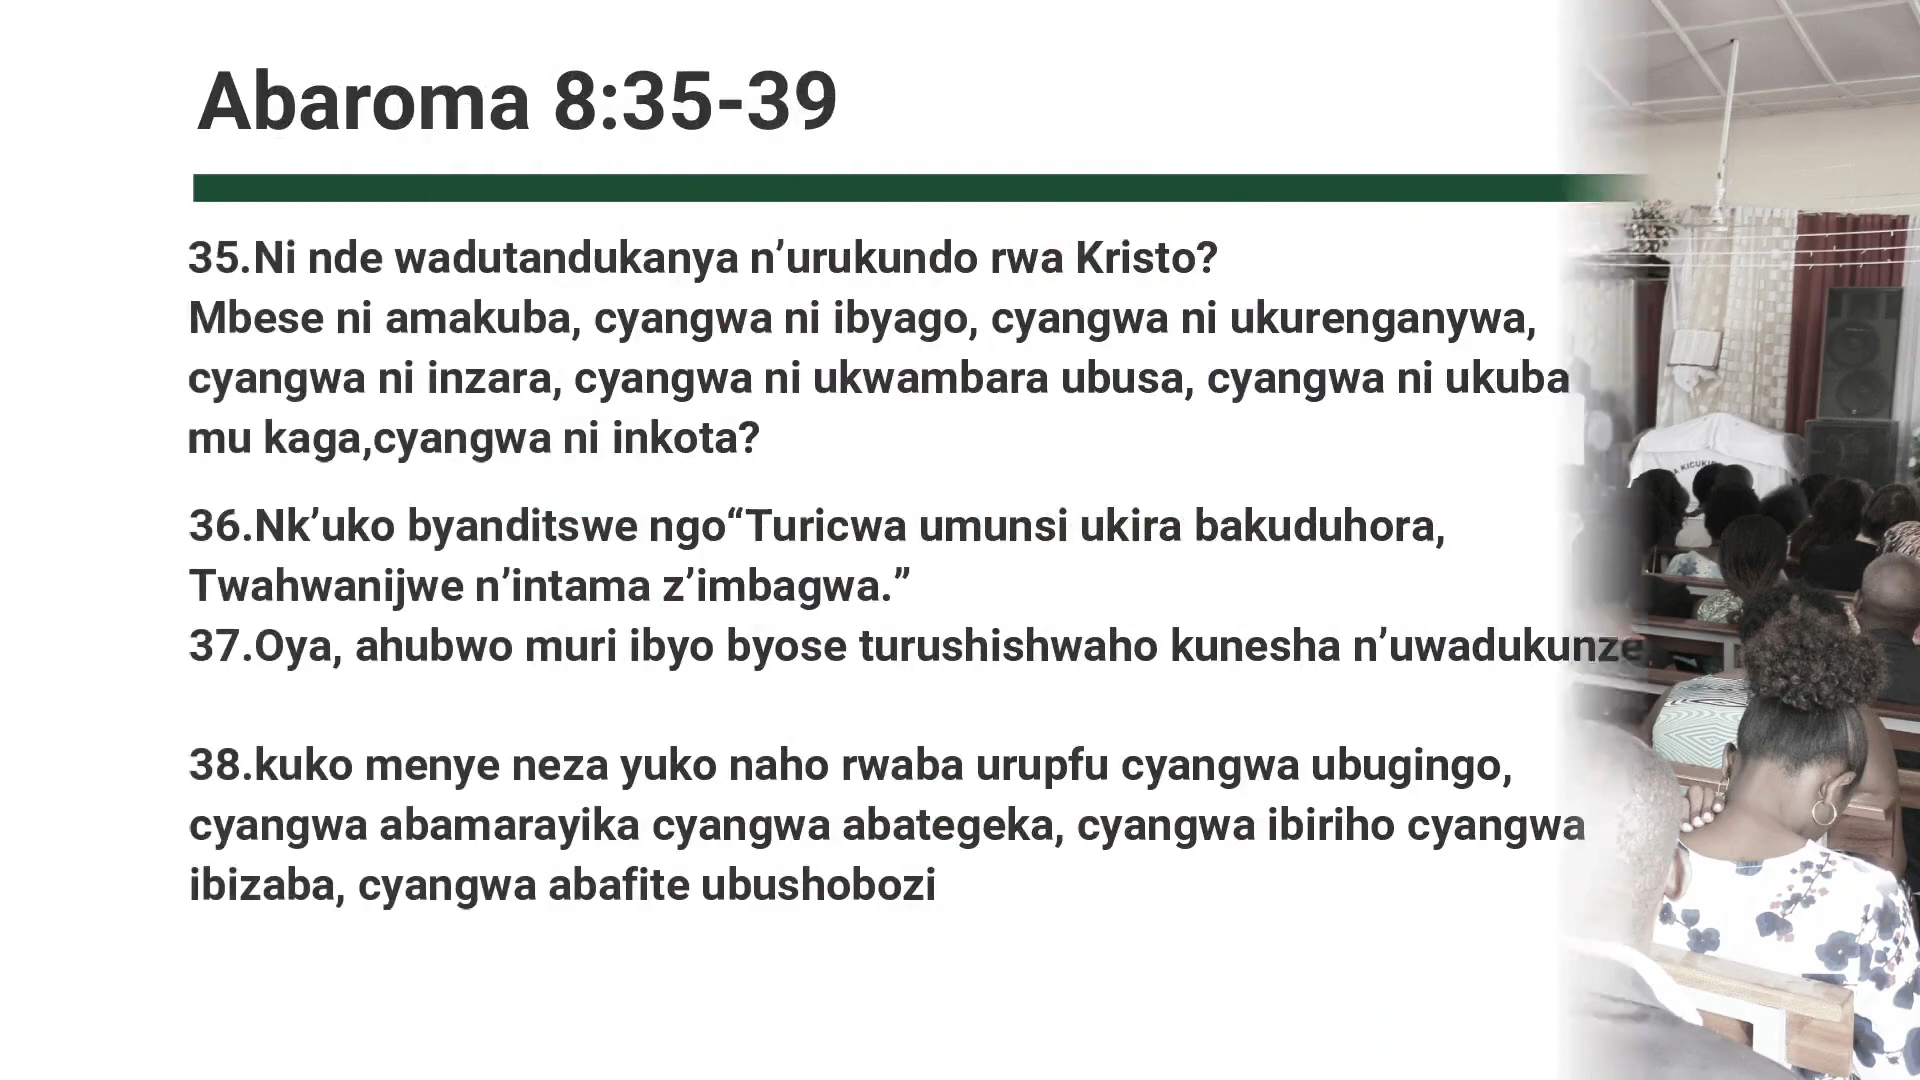 Abaroma 8:35-39
35.Ni nde wadutandukanya n’urukundo rwa Kristo?
Mbese ni amakuba, cyangwa ni ibyago, cyangwa ni ukurenganywa,
cyangwa ni inzara, cyangwa ni ukwambara ubusa, cyangwa ni ukuba
mu kaga,cyangwa ni inkota?
36.Nk’uko byanditswe ngo“Turicwa umunsi ukira bakuduhora,
Twahwanijwe n’intama z’imbagwa.”
37.Oya, ahubwo muri ibyo byose turushishwaho kunesha n’uwadukunze
38.kuko menye neza yuko naho rwaba urupfu cyangwa ubugingo,
cyangwa abamarayika cyangwa abategeka, cyangwa ibiriho cyangwa
ibizaba, cyangwa abafite ubushobozi